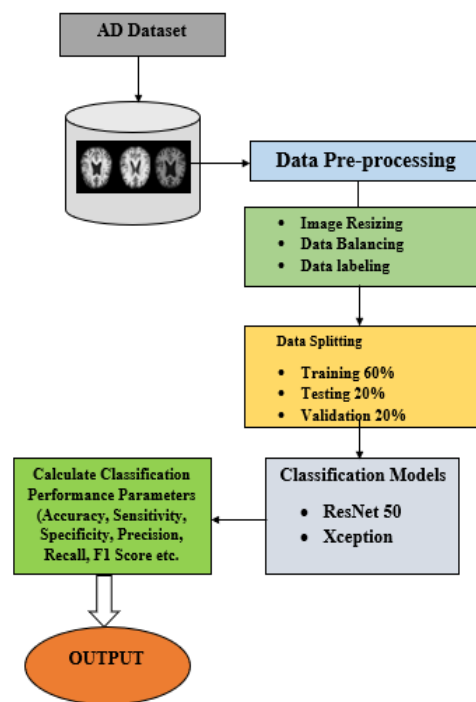 AD Dataset
Data Pre-processing
• Image Resizing
• Data Balancing
• Data labeling
Data Splitting
• Training 60%
• Testing 20%
• Validation 20%
Classification Models
• ResNet 50
• Xception
Calculate Classification
Performance Parameters
(Accuracy, Sensitivity,
Specificity, Precision,
Recall, F1 Score etc.
OUTPUT